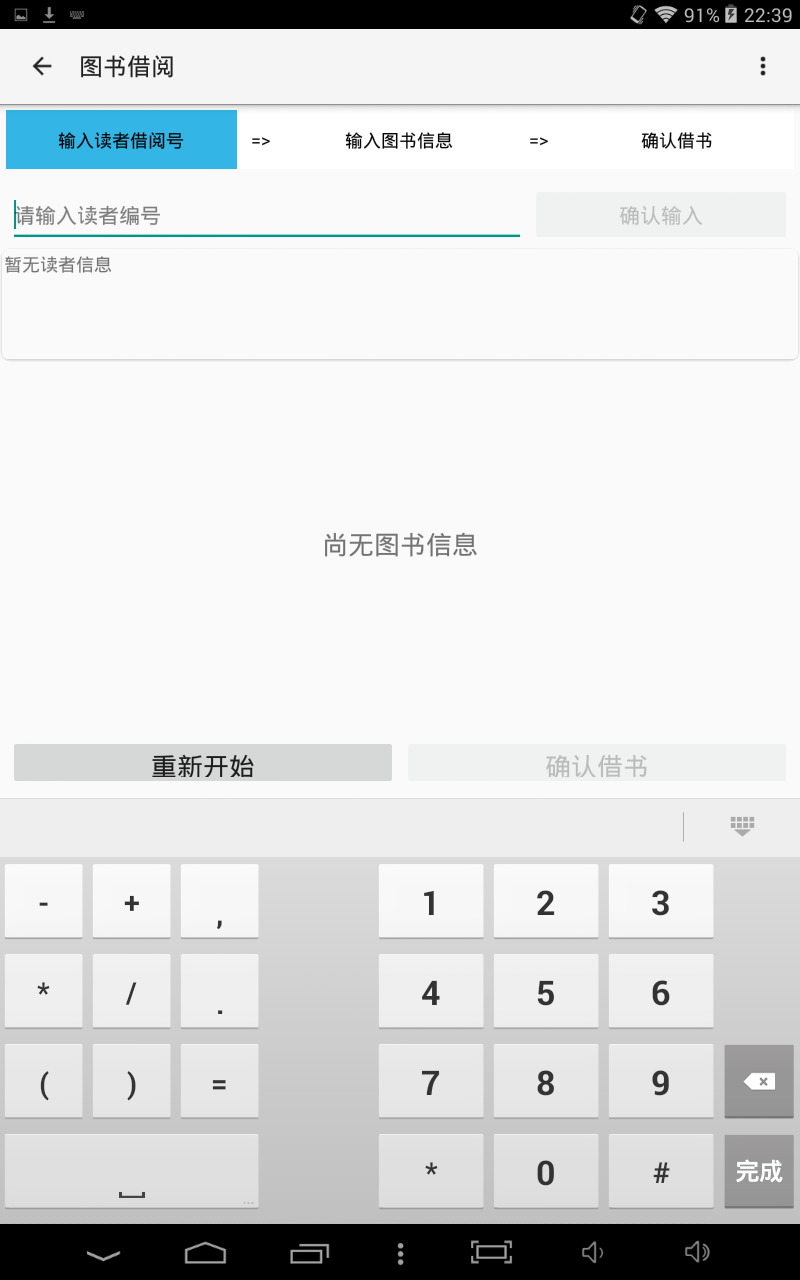 91% 22:39
图书借阅
输入读者借阅号 => 输入图书信息 => 确认借书
请输入读者编号 确认输入
暂无读者信息
尚无图书信息
重新开始 确认借书
- + , 1 2 3
* / . 4 5 6
( ) = 7 8 9
* 0 # 完成